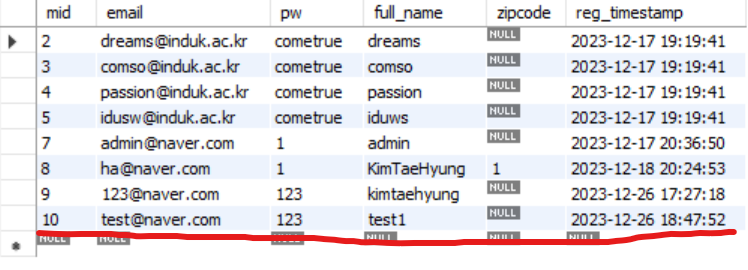 mid email pw full_name zipcode reg_timestamp
2 dreams@induk.ac.kr cometrue dreams NULL 2023-12-17 19:19:41
3 comso@induk.ac.kr cometrue comso NULL 2023-12-17 19:19:41
4 passion@induk.ac.kr cometrue passion NULL 2023-12-17 19:19:41
5 idusw@induk.ac.kr cometrue iduws NULL 2023-12-17 19:19:41
7 admin@naver.com 1 admin NULL 2023-12-17 20:36:50
8 ha@naver.com 1 KimTaeHyung 1 2023-12-18 20:24:53
9 123@naver.com 123 kimtaehyung NULL 2023-12-26 17:27:18
10 test@naver.com 123 test1 NULL 2023-12-26 18:47:52
NULL NULL NULL NULL NULL NULL